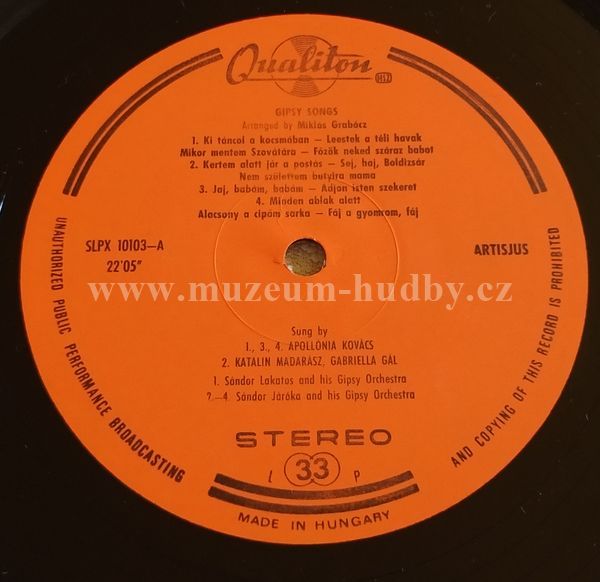 Qualiton
HSZ
GIPSY SONGS
Arranged by Miklós Grabócz
1. Ki táncol a kocsmában — Leestek a téli havak
Mikor mentem Szovátára — Főzök neked száraz babot
2. Kertem alatt jár a postás — Sej, haj, Boldizsár
Nem születtem butyira mama
3. Jaj, babám, babám — Adjon isten szekeret
4. Minden ablak alatt
Alacsony a cipám sarka — Fáj a gyomrom, fáj
SLPX 10103—A
22'05"
ARTISJUS
www.muzeum-hudby.cz
Sung by
1., 3., 4. APOLLÓNIA KOVÁCS
2. KATALIN MADARÁSZ, GABRIELLA GÁL
1. Sándor Lakatos and his Gipsy Orchestra
2.—4. Sándor Járóka and his Gipsy Orchestra
STEREO
L 33 P
MADE IN HUNGARY
UNAUTHORIZED PUBLIC PERFORMANCE BROADCASTING
AND COPYING OF THIS RECORD IS PROHIBITED